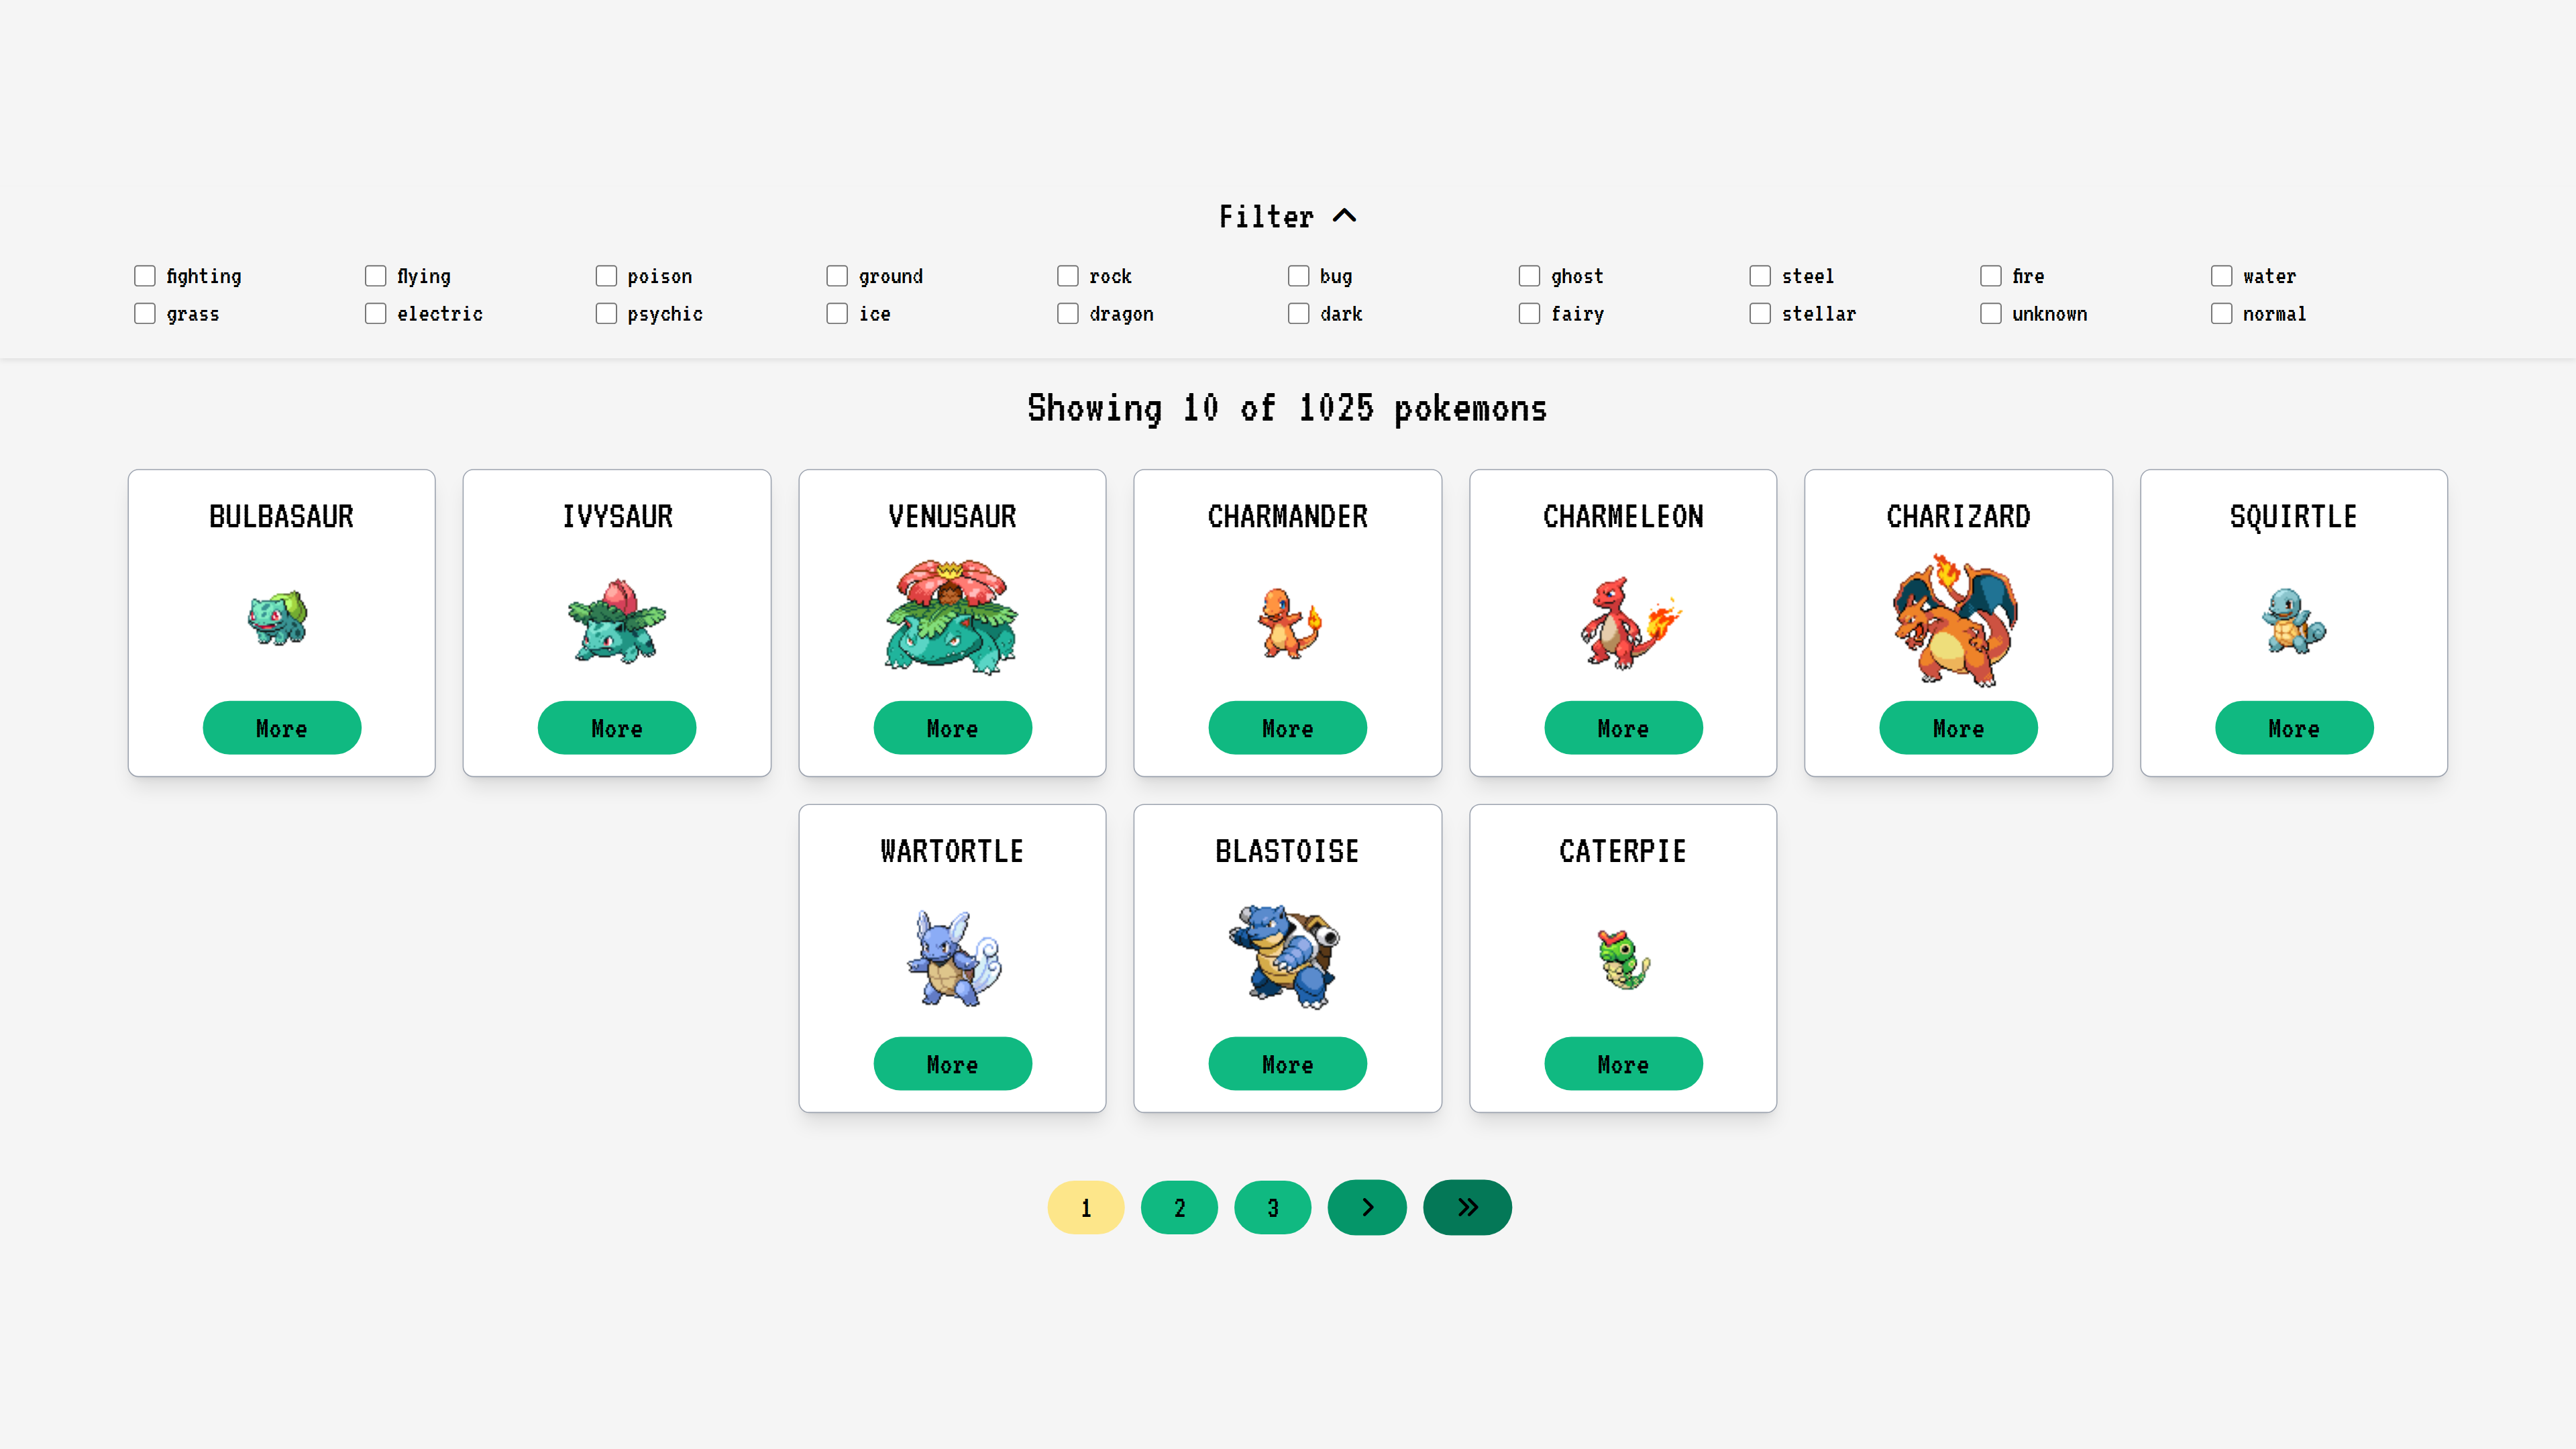 Filter
fighting flying poison ground rock bug ghost steel fire water
grass electric psychic ice dragon dark fairy stellar unknown normal
Showing 10 of 1025 pokemons
BULBASAUR IVYSAUR VENUSAUR CHARMANDER CHARMELEON CHARIZARD SQUIRTLE
More More More More More More More
WARTORTLE BLASTOISE CATERPIE
More More More
1 2 3